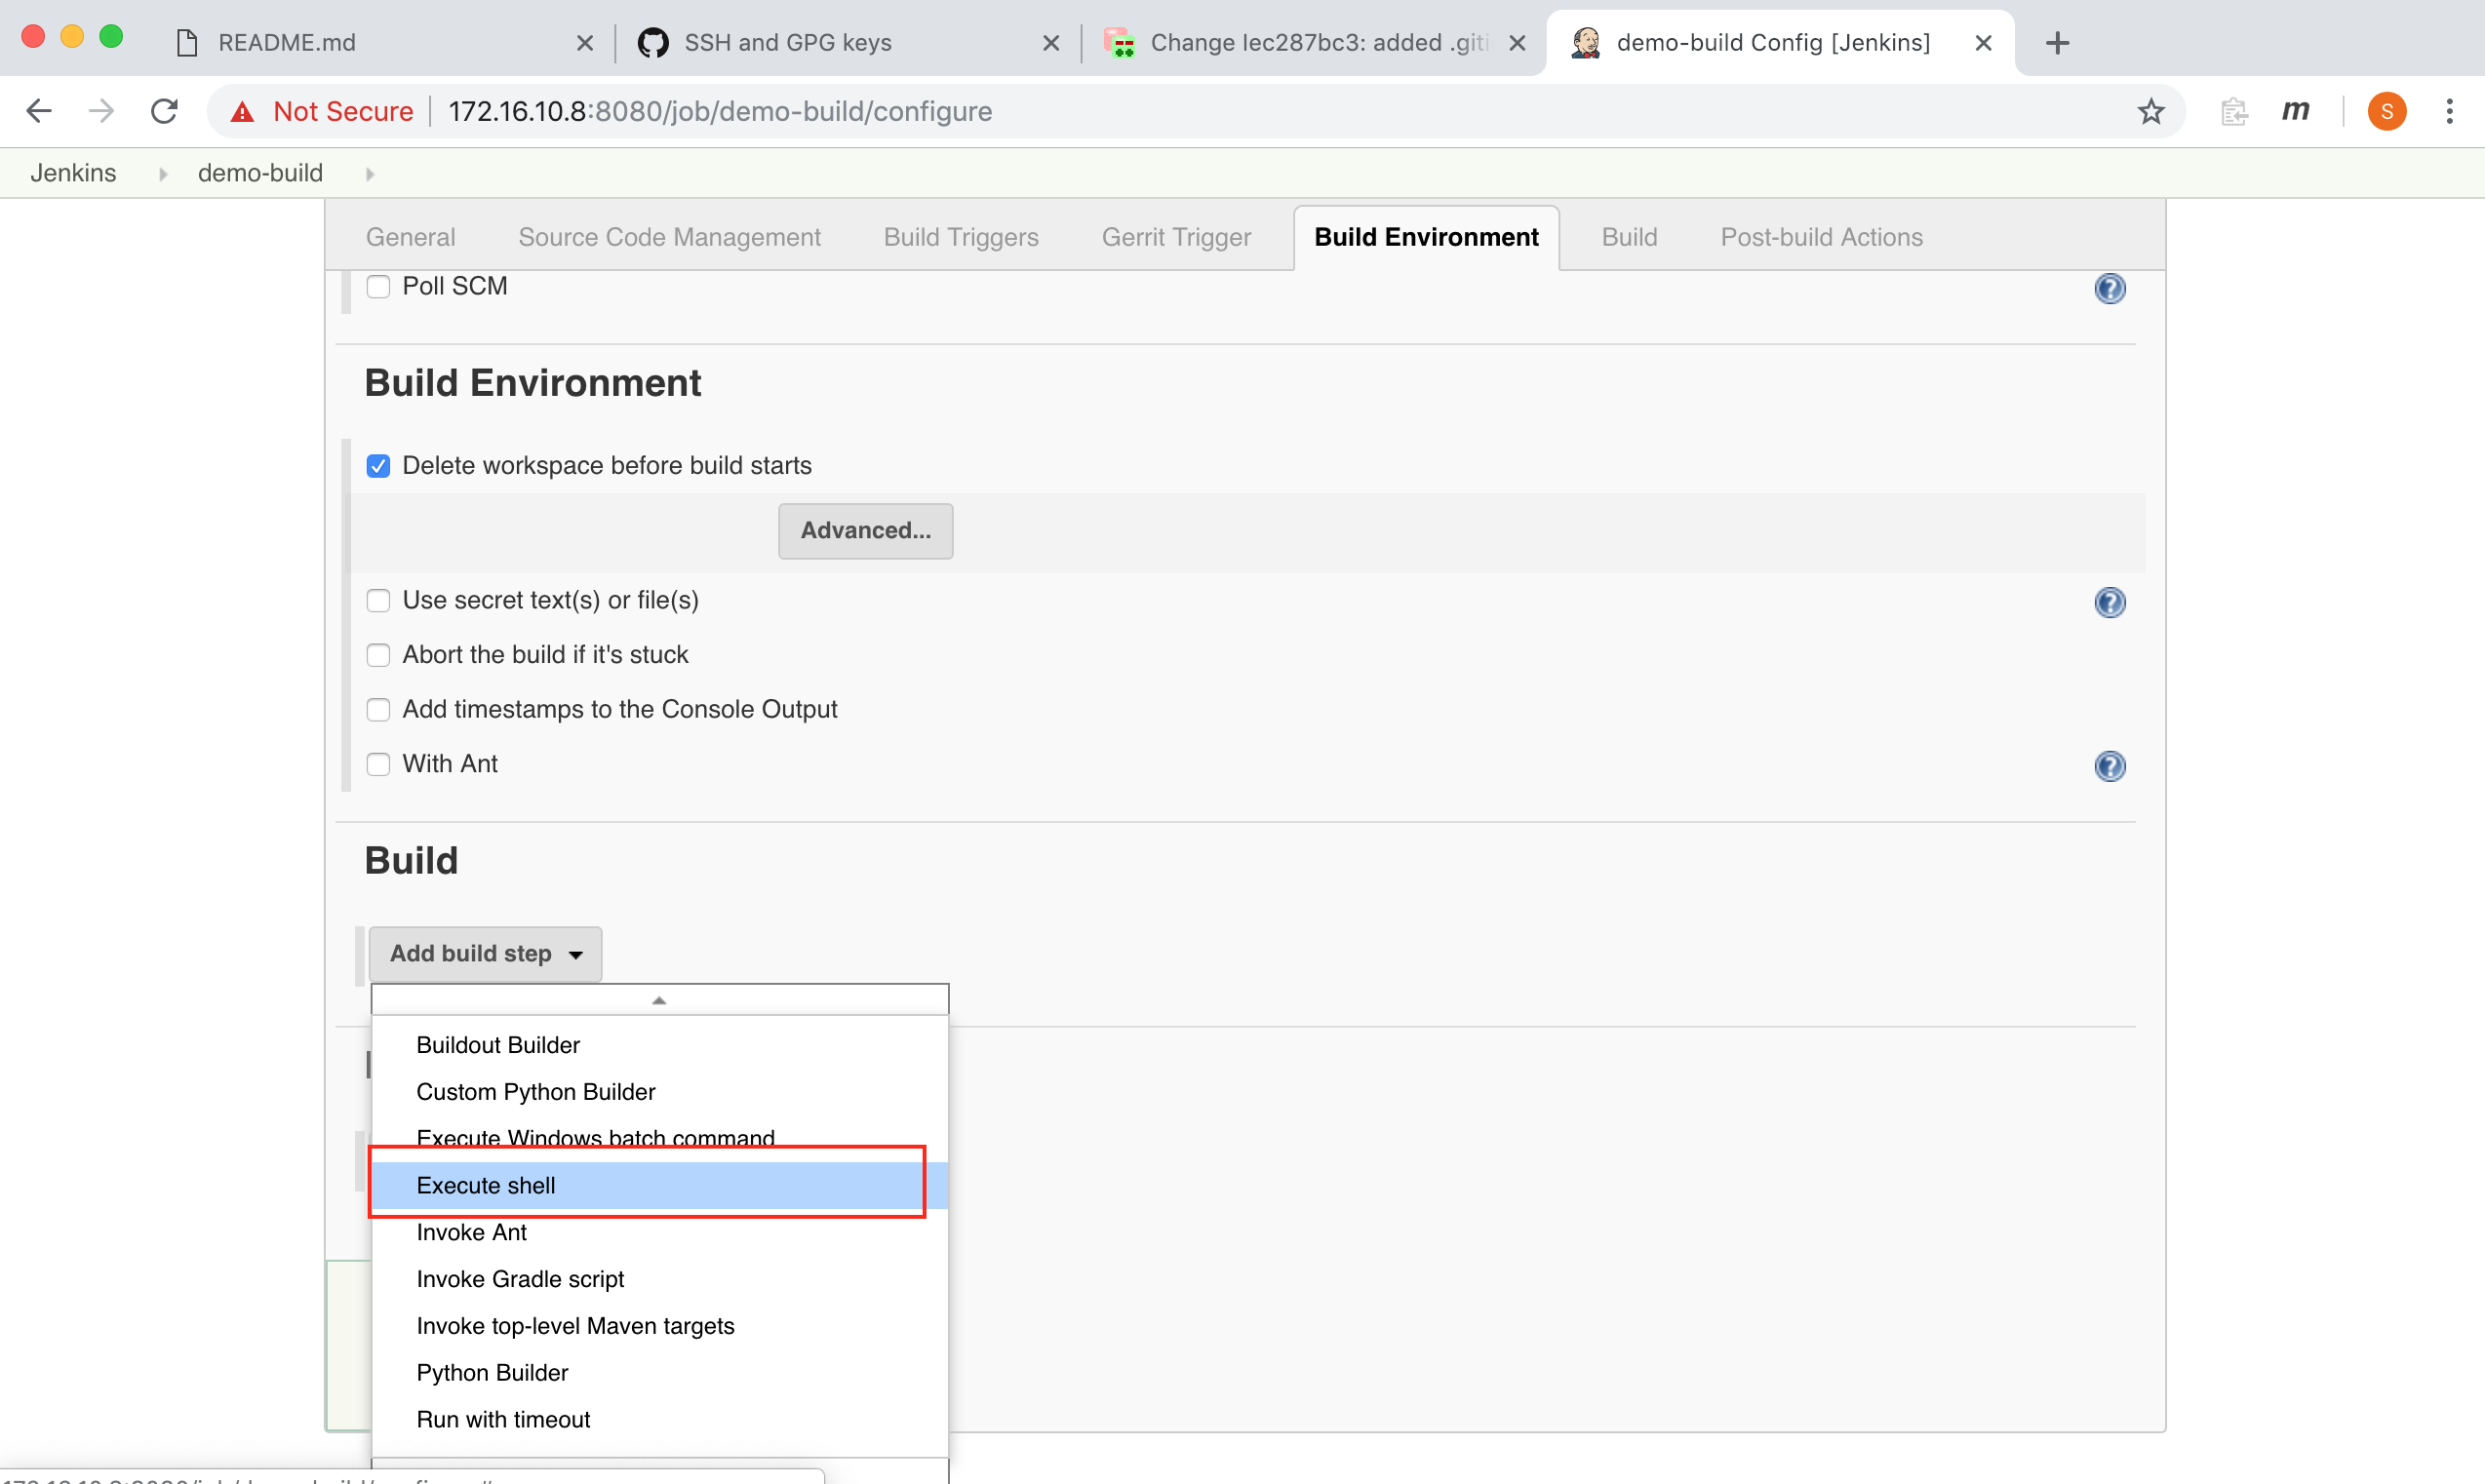 README.md
SSH and GPG keys
Change Iec287bc3: added .giti
demo-build Config [Jenkins]
Not Secure 172.16.10.8:8080/job/demo-build/configure
m
S
Jenkins
demo-build
General
Source Code Management
Build Triggers
Gerrit Trigger
Build Environment
Build
Post-build Actions
Poll SCM
?
Build Environment
Delete workspace before build starts
Advanced...
Use secret text(s) or file(s)
?
Abort the build if it's stuck
Add timestamps to the Console Output
With Ant
?
Build
Add build step
Buildout Builder
Custom Python Builder
Execute Windows batch command
Execute shell
Invoke Ant
Invoke Gradle script
Invoke top-level Maven targets
Python Builder
Run with timeout